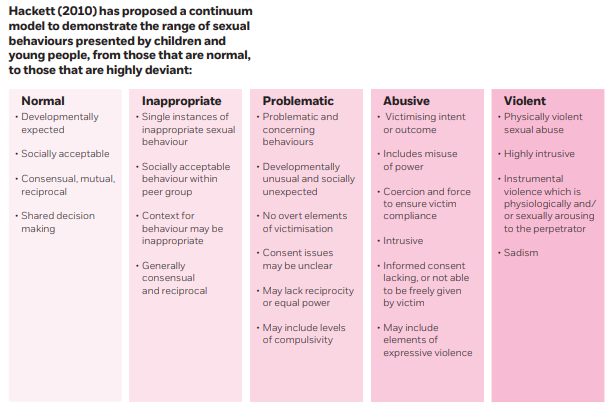 Hackett (2010) has proposed a continuum
model to demonstrate the range of sexual
behaviours presented by children and
young people, from those that are normal,
to those that are highly deviant:
Normal
• Developmentally
expected
• Socially acceptable
• Consensual, mutual,
reciprocal
• Shared decision
making
Inappropriate
• Single instances of
inappropriate sexual
behaviour
• Socially acceptable
behaviour within
peer group
• Context for
behaviour may be
inappropriate
• Generally
consensual
and reciprocal
Problematic
• Problematic and
concerning
behaviours
• Developmentally
unusual and socially
unexpected
• No overt elements
of victimisation
• Consent issues
may be unclear
• May lack reciprocity
or equal power
• May include levels
of compulsivity
Abusive
• Victimising intent
or outcome
• Includes misuse
of power
• Coercion and force
to ensure victim
compliance
• Intrusive
• Informed consent
lacking, or not able
to be freely given
by victim
• May include
elements of
expressive violence
Violent
• Physically violent
sexual abuse
• Highly intrusive
• Instrumental
violence which is
physiologically and/
or sexually arousing
to the perpetrator
• Sadism